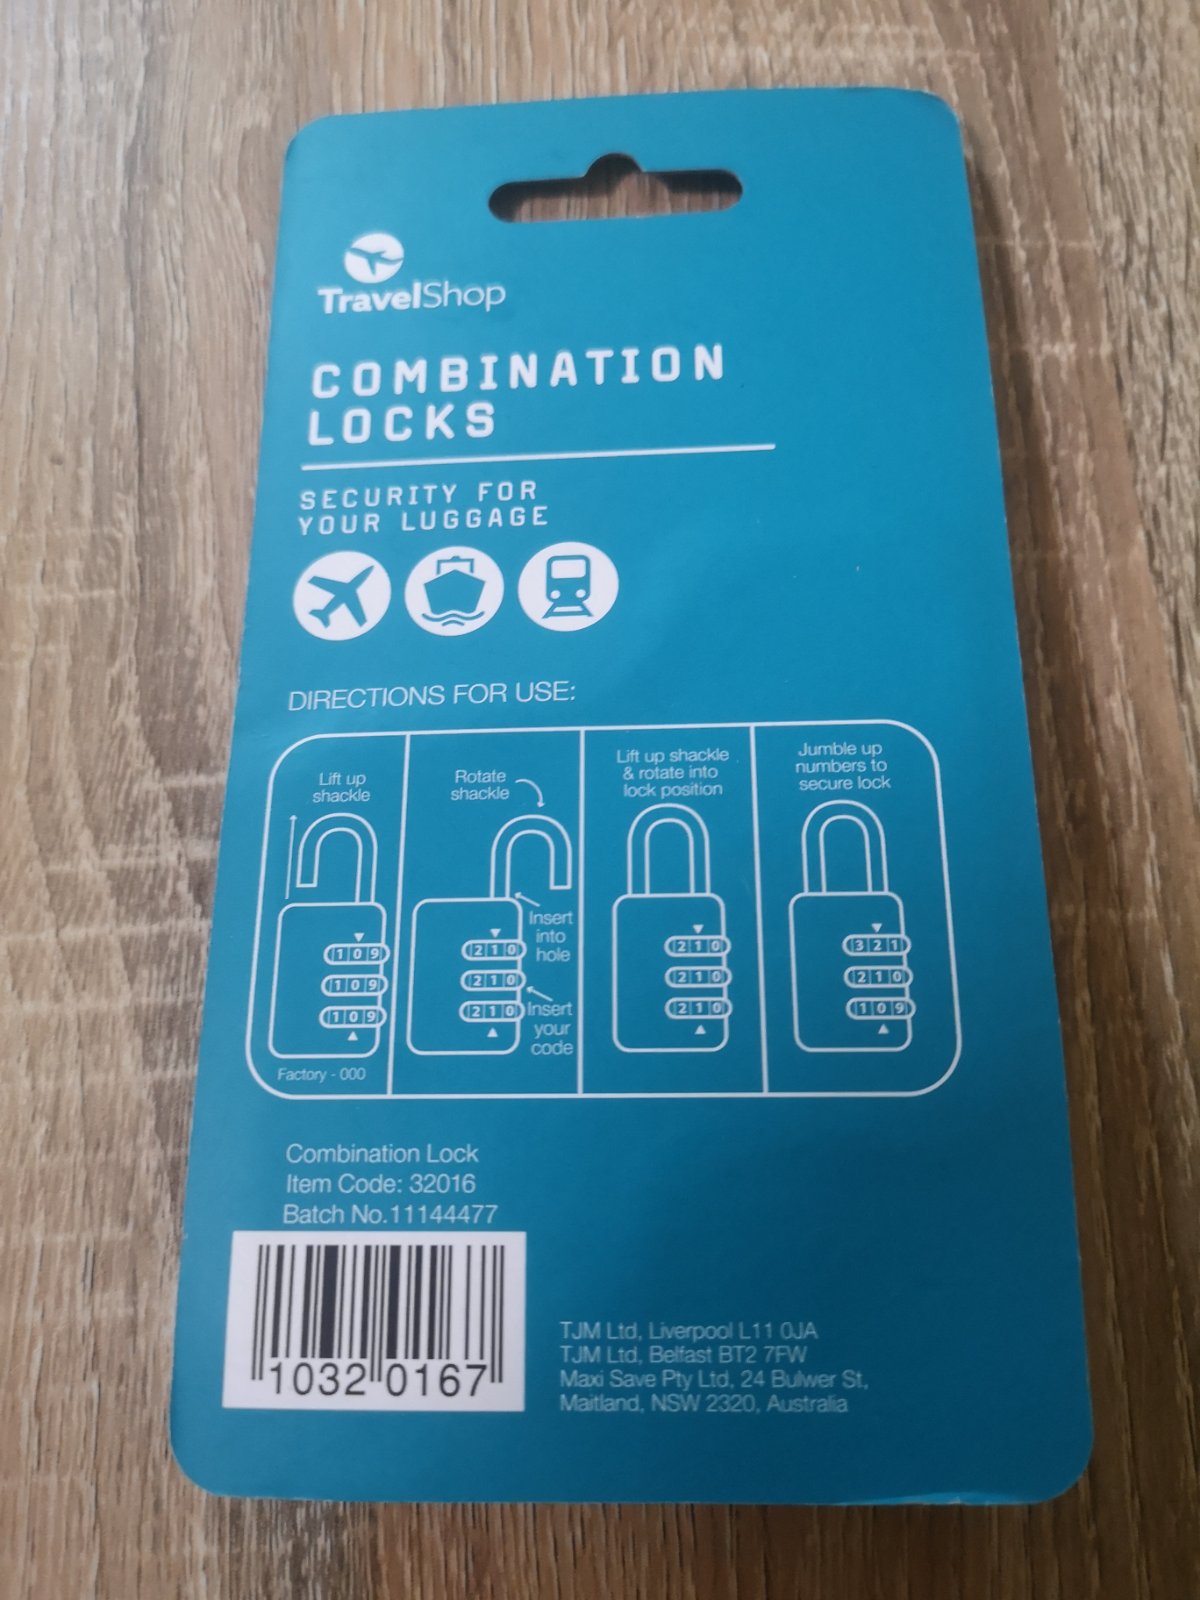 TravelShop
COMBINATION
LOCKS
SECURITY FOR
YOUR LUGGAGE
DIRECTIONS FOR USE:
Lift up
shackle
109
109
109
Factory - 000
Rotate
shackle
Insert
into
hole
210
210
210
Insert
your
code
Lift up shackle
& rotate into
lock position
210
210
210
Jumble up
numbers to
secure lock
321
210
109
Combination Lock
Item Code: 32016
Batch No.11144477
1032 0167
TJM Ltd, Liverpool L11 0JA
TJM Ltd, Belfast BT2 7FW
Maxi Save Pty Ltd, 24 Bulwer St,
Maitland, NSW 2320, Australia